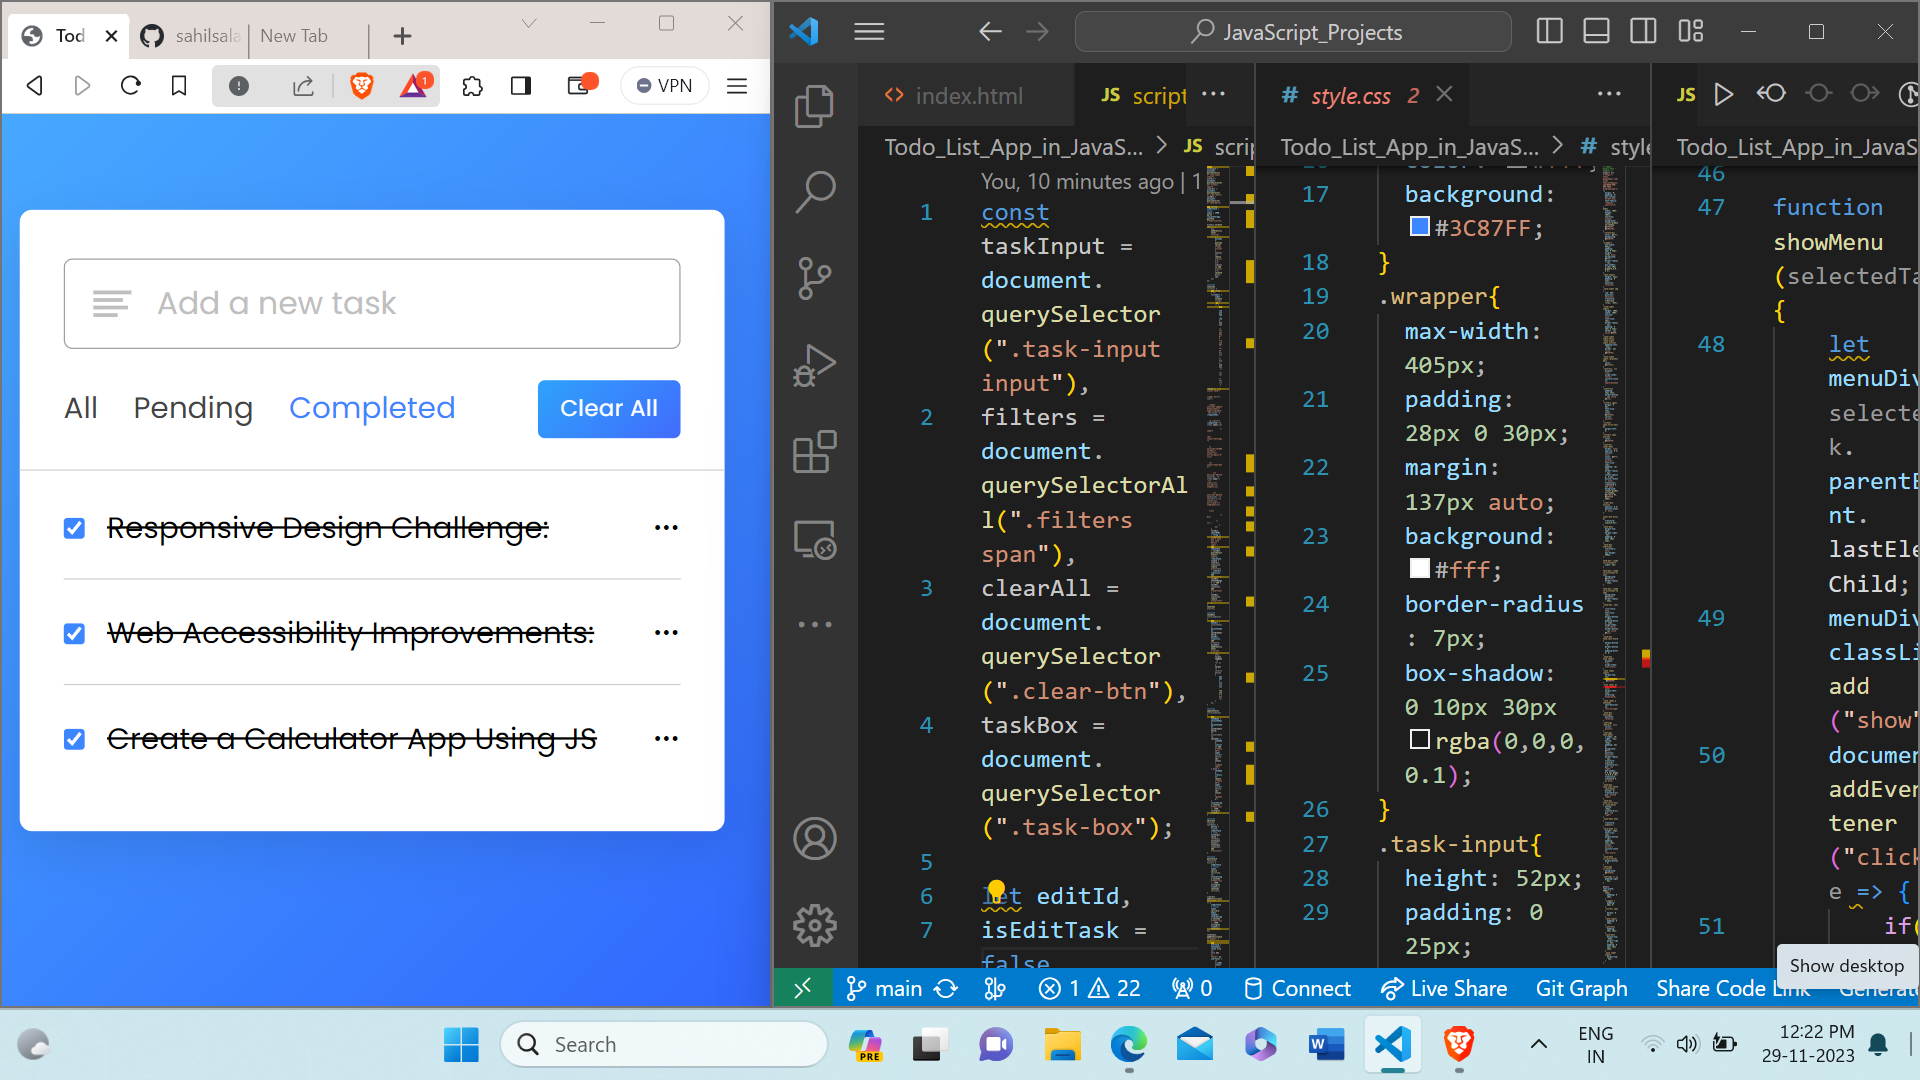 Tod
sahilsala
New Tab
1
VPN
Add a new task
All
Pending
Completed
Clear All
Responsive Design Challenge:
Web Accessibility Improvements:
Create a Calculator App Using JS
JavaScript_Projects
<> index.html
JS script
Todo_List_App_in_JavaS... > JS scrip
You, 10 minutes ago | 1
1 const
taskInput =
document.
querySelector
(".task-input
input"),
2 filters =
document.
querySelectorAl
l(".filters
span"),
3 clearAll =
document.
querySelector
(".clear-btn"),
4 taskBox =
document.
querySelector
(".task-box");
5
6 let editId,
7 isEditTask =
false
# style.css 2
Todo_List_App_in_JavaS... > # style
17 background:
#3C87FF;
18 }
19 .wrapper{
20 max-width:
405px;
21 padding:
28px 0 30px;
22 margin:
137px auto;
23 background:
#fff;
24 border-radius
: 7px;
25 box-shadow:
0 10px 30px
rgba(0,0,0,
0.1);
26 }
27 .task-input{
28 height: 52px;
29 padding: 0
25px;
JS
Todo_List_App_in_JavaS
46
47 function
showMenu
(selectedTa
{
48 let
menuDiv
selecte
k.
parentE
nt.
lastEle
Child;
49 menuDiv
classLi
add
("show"
50 documen
addEven
tener
("click
e => {
51 if(
Show desktop
main
1
22
0
Connect
Live Share
Git Graph
Share Code Link
Search
PRE
ENG
IN
12:22 PM
29-11-2023